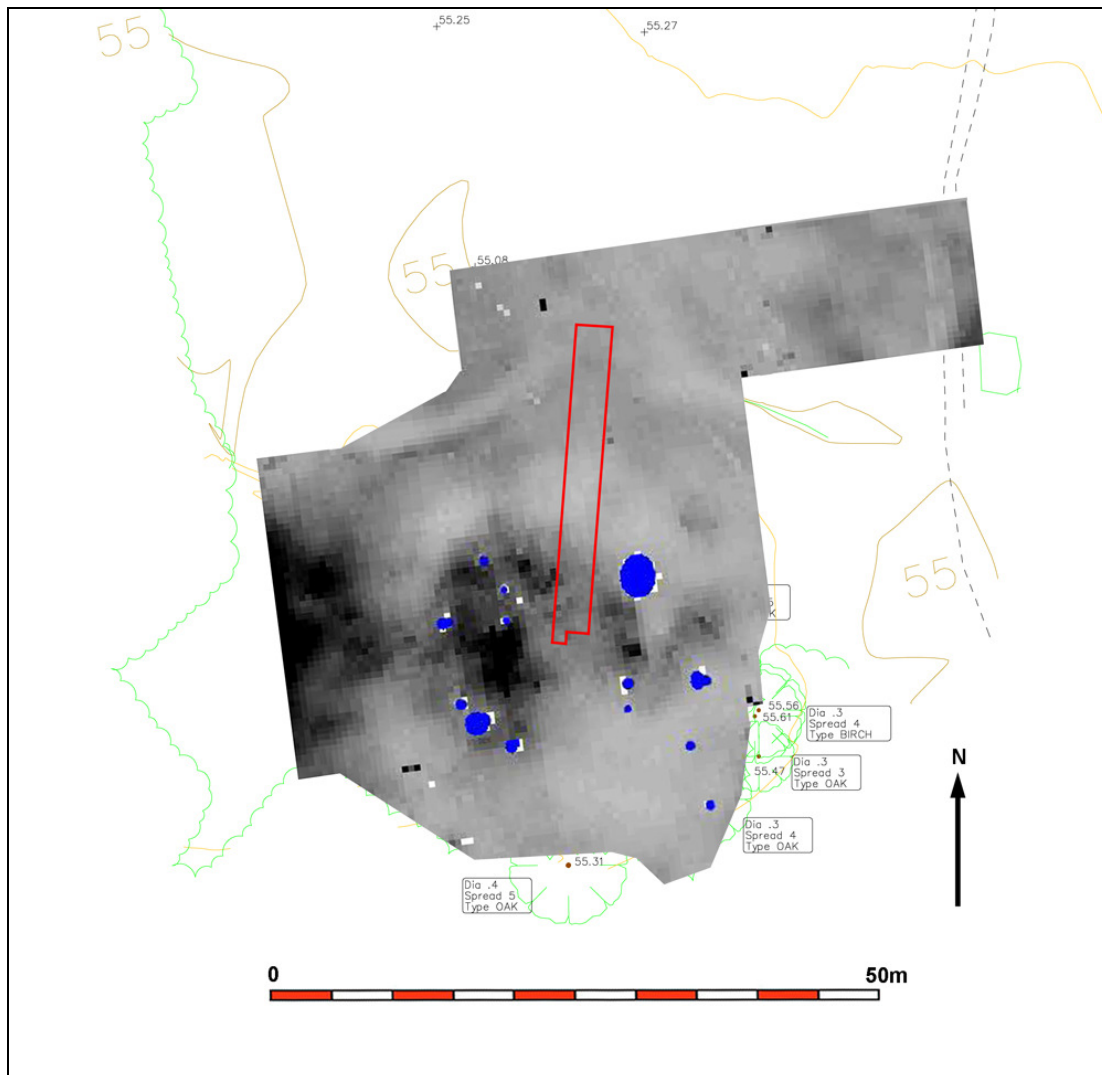 55.25
55.27
55
55.08
55
55
55.56
55.61
Dia .3
Spread 4
Type BIRCH
55.47
Dia .3
Spread 3
Type OAK
Dia .3
Spread 4
Type OAK
55.31
Dia .4
Spread 5
Type OAK
N
0
50m